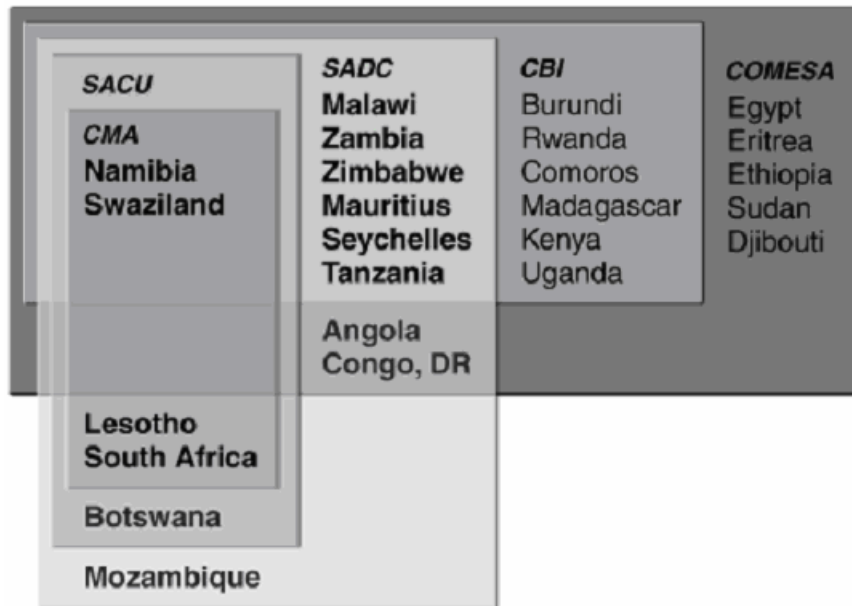 SACU
CMA
Namibia
Swaziland
Lesotho
South Africa
Botswana
Mozambique
SADC
Malawi
Zambia
Zimbabwe
Mauritius
Seychelles
Tanzania
Angola
Congo, DR
CBI
Burundi
Rwanda
Comoros
Madagascar
Kenya
Uganda
COMESA
Egypt
Eritrea
Ethiopia
Sudan
Djibouti